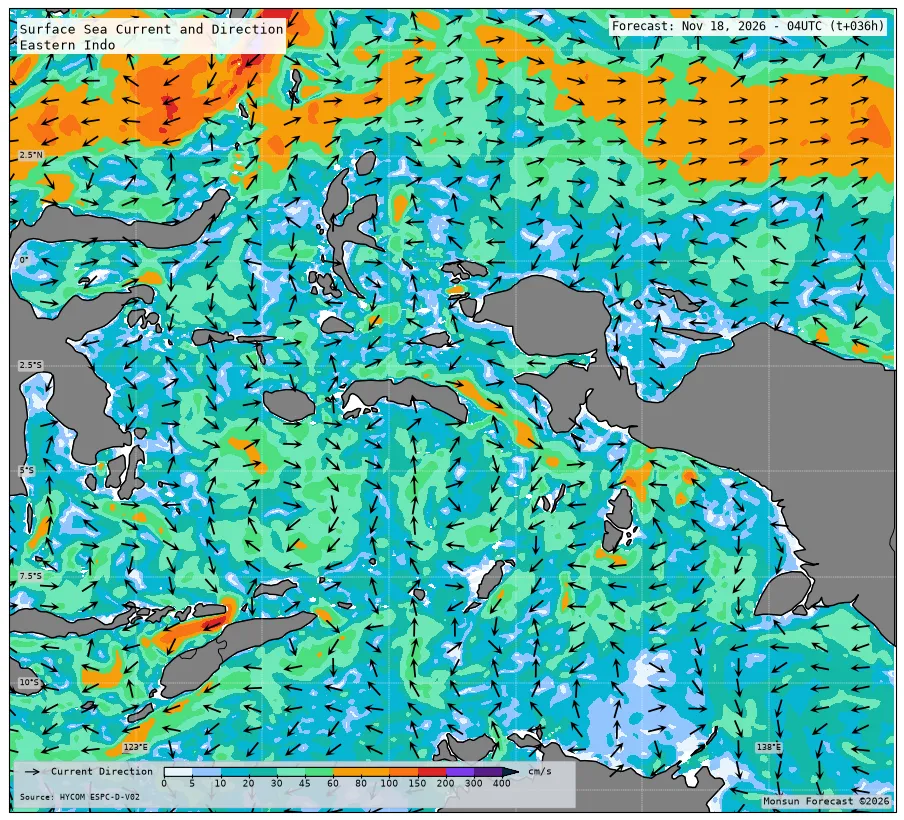 Surface Sea Current and Direction
Eastern Indo
Forecast: Nov 18, 2026 - 04UTC (t+036h)
2.5°N
0°
2.5°S
5°S
7.5°S
10°S
123°E
138°E
Current Direction
0 5 10 20 30 45 60 80 100 150 200 300 400 cm/s
Source: HYCOM ESPC-D-V02
Monsun Forecast ©2026